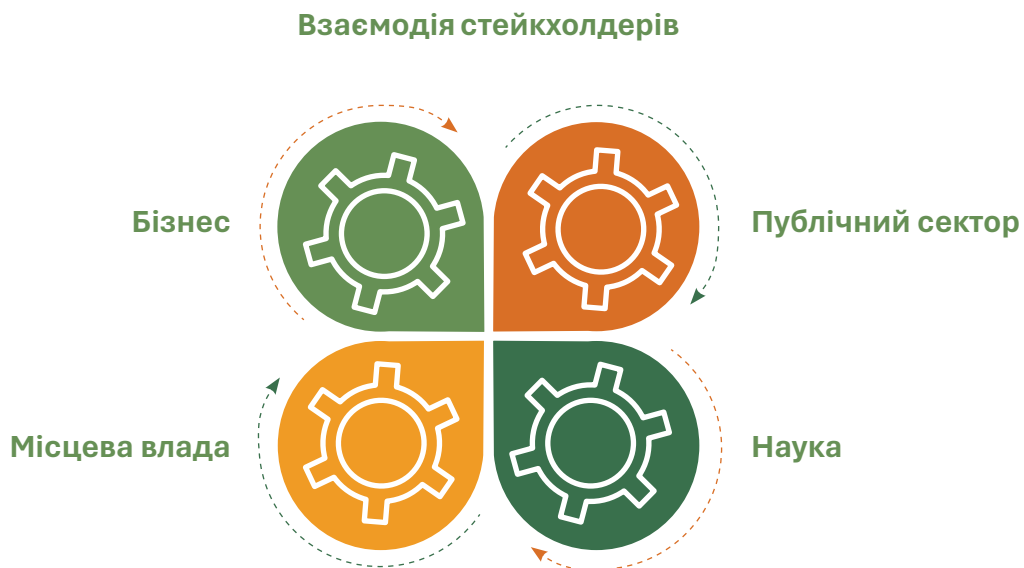 Взаємодія стейкхолдерів
Бізнес
Публічний сектор
Місцева влада
Наука